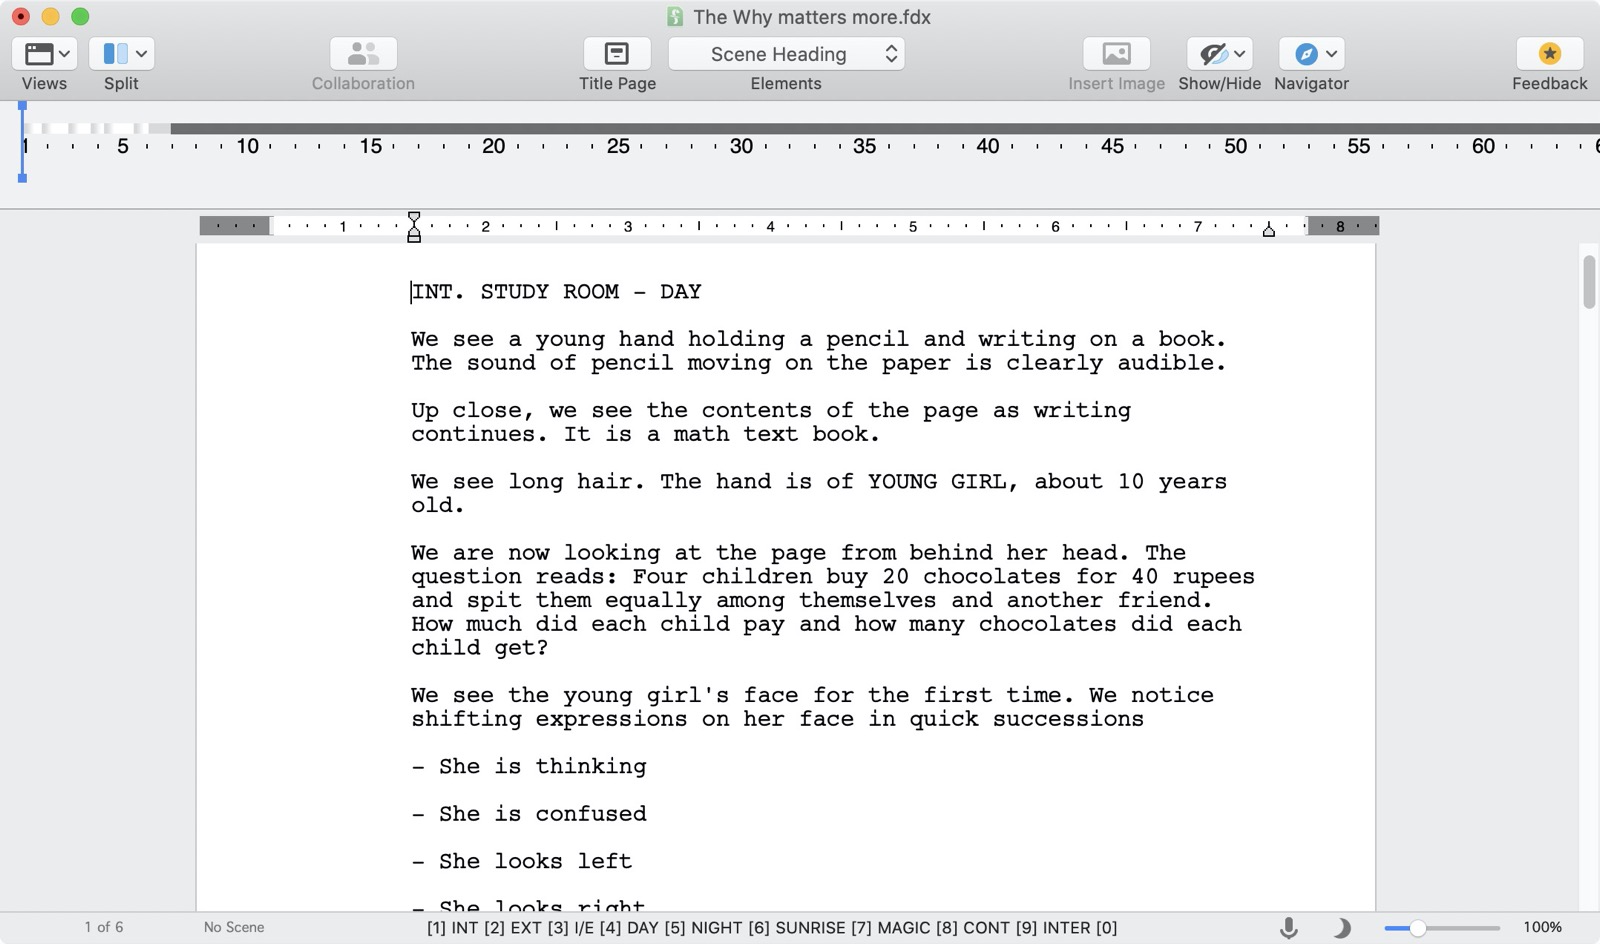 The Why matters more.fdx
Scene Heading
Views Split Collaboration Title Page Elements Insert Image Show/Hide Navigator Feedback
1 5 10 15 20 25 30 35 40 45 50 55 60
1 2 3 4 5 6 7 8
INT. STUDY ROOM – DAY
We see a young hand holding a pencil and writing on a book.
The sound of pencil moving on the paper is clearly audible.
Up close, we see the contents of the page as writing
continues. It is a math text book.
We see long hair. The hand is of YOUNG GIRL, about 10 years
old.
We are now looking at the page from behind her head. The
question reads: Four children buy 20 chocolates for 40 rupees
and spit them equally among themselves and another friend.
How much did each child pay and how many chocolates did each
child get?
We see the young girl's face for the first time. We notice
shifting expressions on her face in quick successions
– She is thinking
– She is confused
– She looks left
– She looks right
1 of 6 No Scene [1] INT [2] EXT [3] I/E [4] DAY [5] NIGHT [6] SUNRISE [7] MAGIC [8] CONT [9] INTER [0] 100%